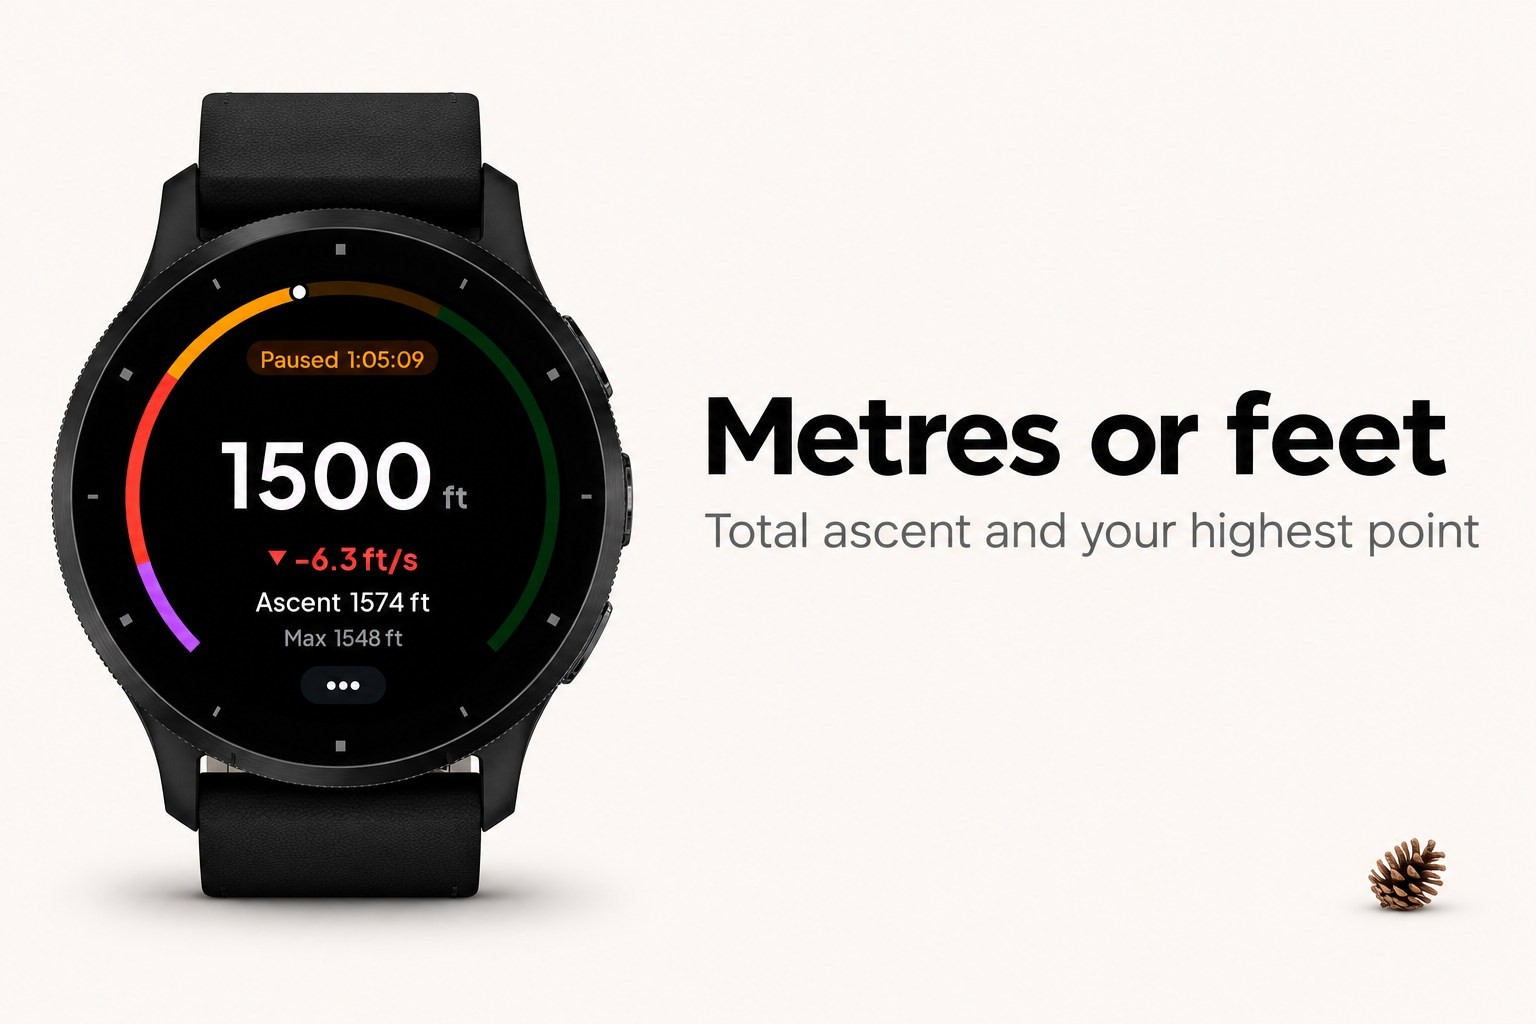 Paused 1:05:09
1500 ft
▼ -6.3 ft/s
Ascent 1574 ft
Max 1548 ft
•••
Metres or feet
Total ascent and your highest point